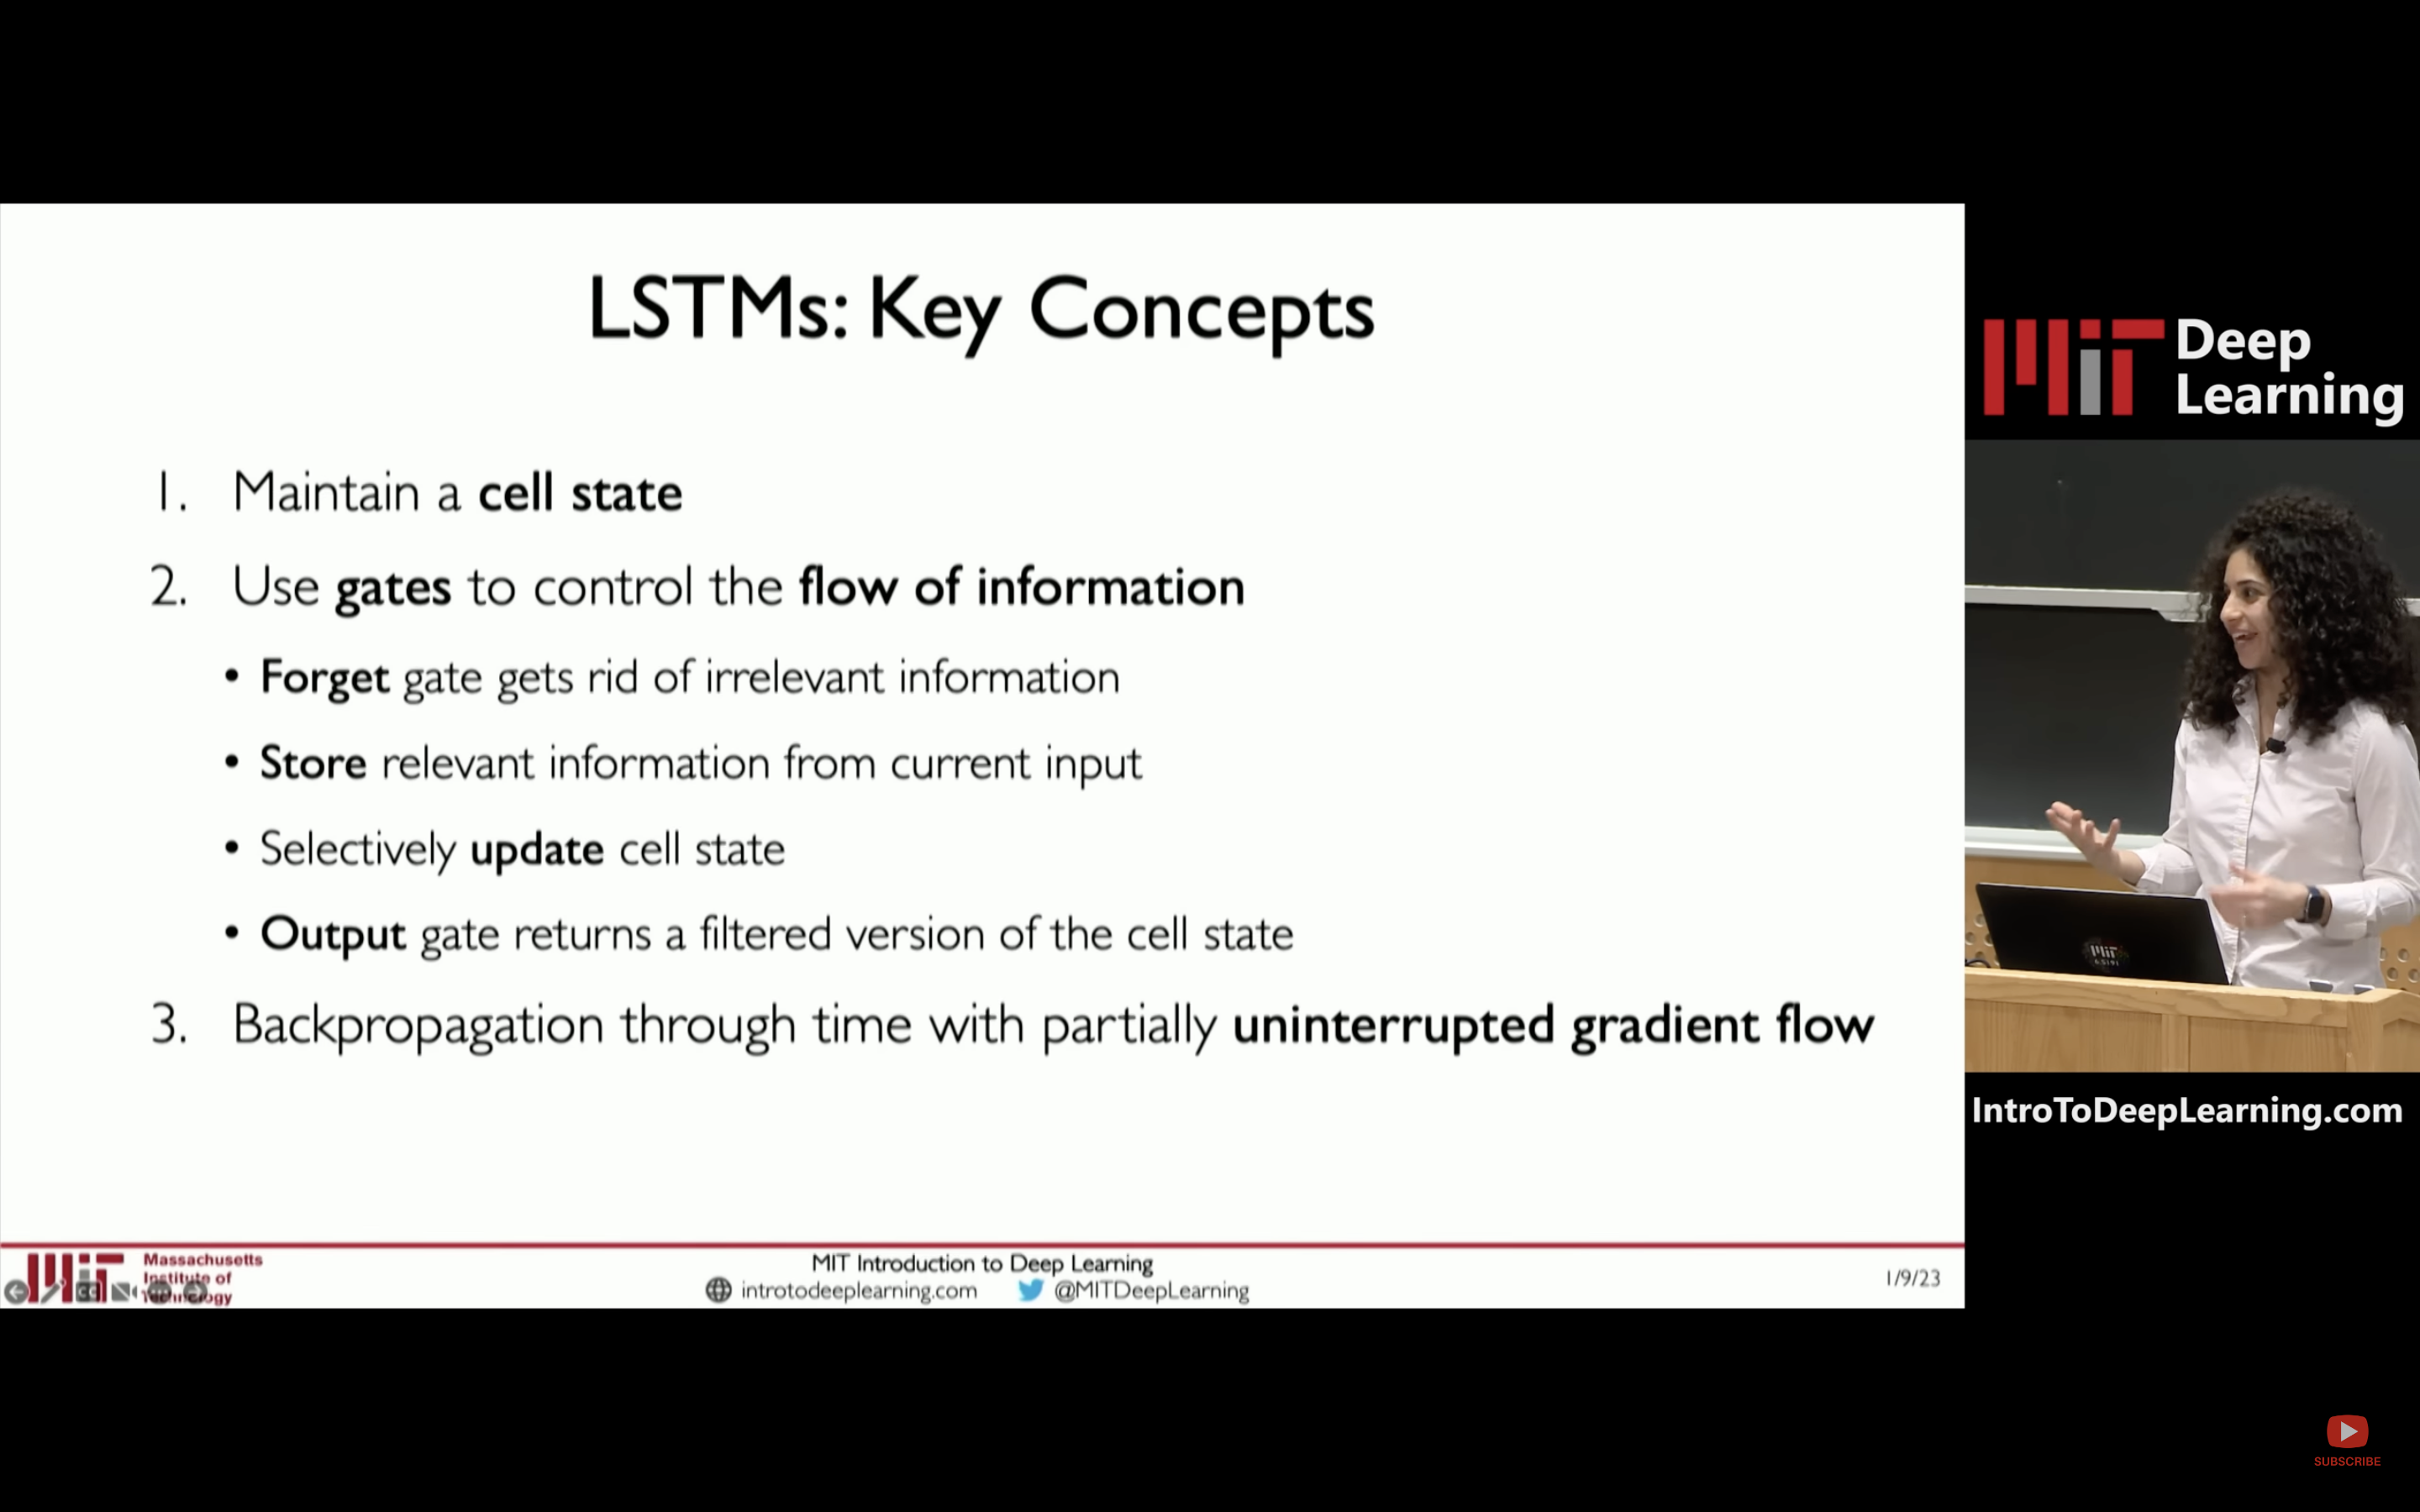 LSTMs: Key Concepts
1. Maintain a cell state
2. Use gates to control the flow of information
• Forget gate gets rid of irrelevant information
• Store relevant information from current input
• Selectively update cell state
• Output gate returns a filtered version of the cell state
3. Backpropagation through time with partially uninterrupted gradient flow
Massachusetts
Institute of
Technology
MIT Introduction to Deep Learning
introtodeeplearning.com @MITDeepLearning
1/9/23
MIT Deep
Learning
MIT
IntroToDeepLearning.com
SUBSCRIBE